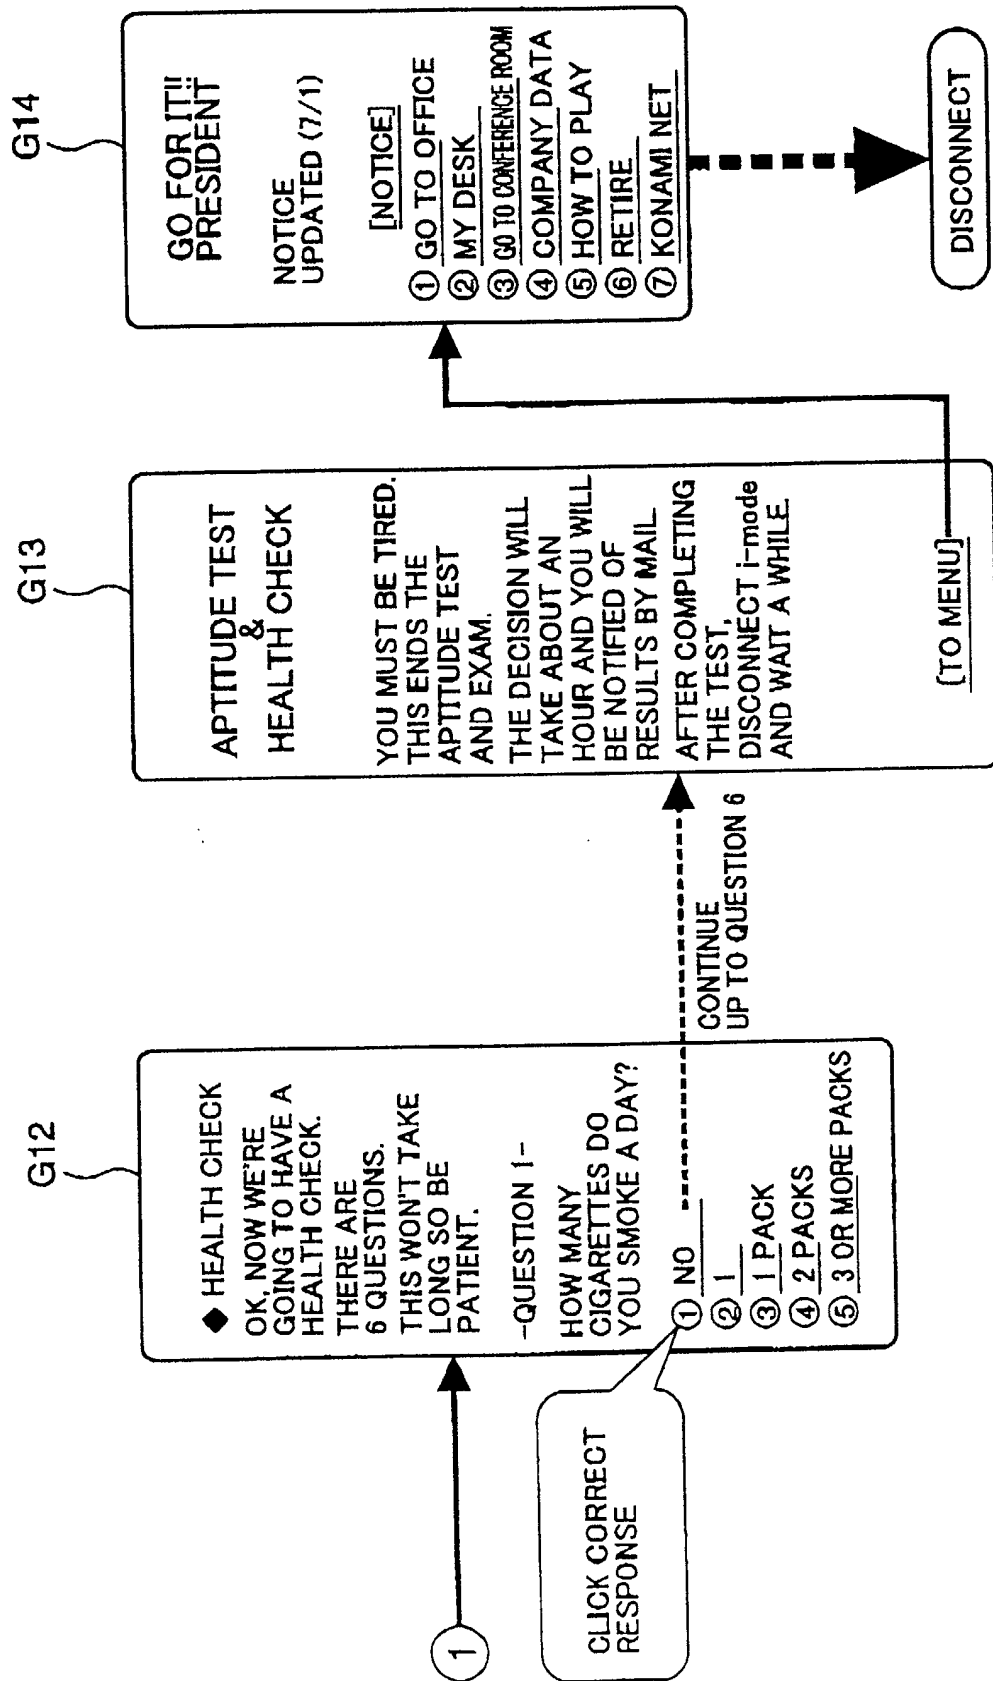 G12
◆ HEALTH CHECK
OK, NOW WE'RE
GOING TO HAVE A
HEALTH CHECK.
THERE ARE
6 QUESTIONS.
THIS WON'T TAKE
LONG SO BE
PATIENT.
-QUESTION 1-
HOW MANY
CIGARETTES DO
YOU SMOKE A DAY?
① NO
② 1
③ 1 PACK
④ 2 PACKS
⑤ 3 OR MORE PACKS
①
CLICK CORRECT
RESPONSE
CONTINUE
UP TO QUESTION 6
G13
APTITUDE TEST
&
HEALTH CHECK
YOU MUST BE TIRED.
THIS ENDS THE
APTITUDE TEST
AND EXAM.
THE DECISION WILL
TAKE ABOUT AN
HOUR AND YOU WILL
BE NOTIFIED OF
RESULTS BY MAIL.
AFTER COMPLETING
THE TEST,
DISCONNECT i-mode
AND WAIT A WHILE.
[TO MENU]
G14
GO FOR IT!!
PRESIDENT
NOTICE
UPDATED (7/1)
[NOTICE]
① GO TO OFFICE
② MY DESK
③ GO TO CONFERENCE ROOM
④ COMPANY DATA
⑤ HOW TO PLAY
⑥ RETIRE
⑦ KONAMI NET
DISCONNECT